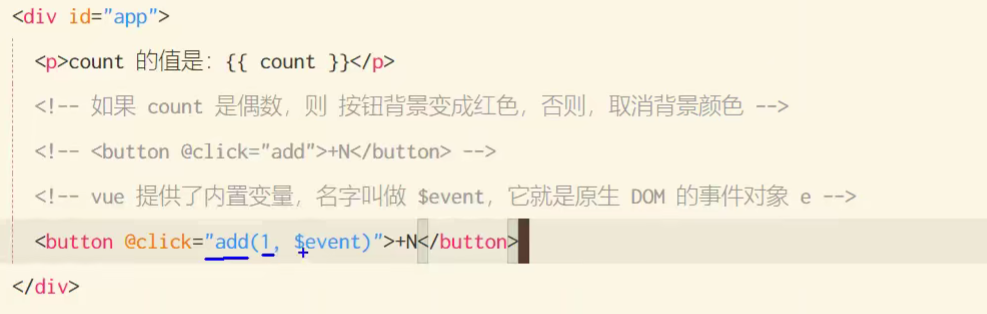 <div id="app">
<p>count 的值是：{{ count }}</p>
<!-- 如果 count 是偶数，则 按钮背景变成红色，否则，取消背景颜色 -->
<!-- <button @click="add">+N</button> -->
<!-- vue 提供了内置变量，名字叫做 $event，它就是原生 DOM 的事件对象 e -->
<button @click="add(1, $event)">+N</button>
</div>